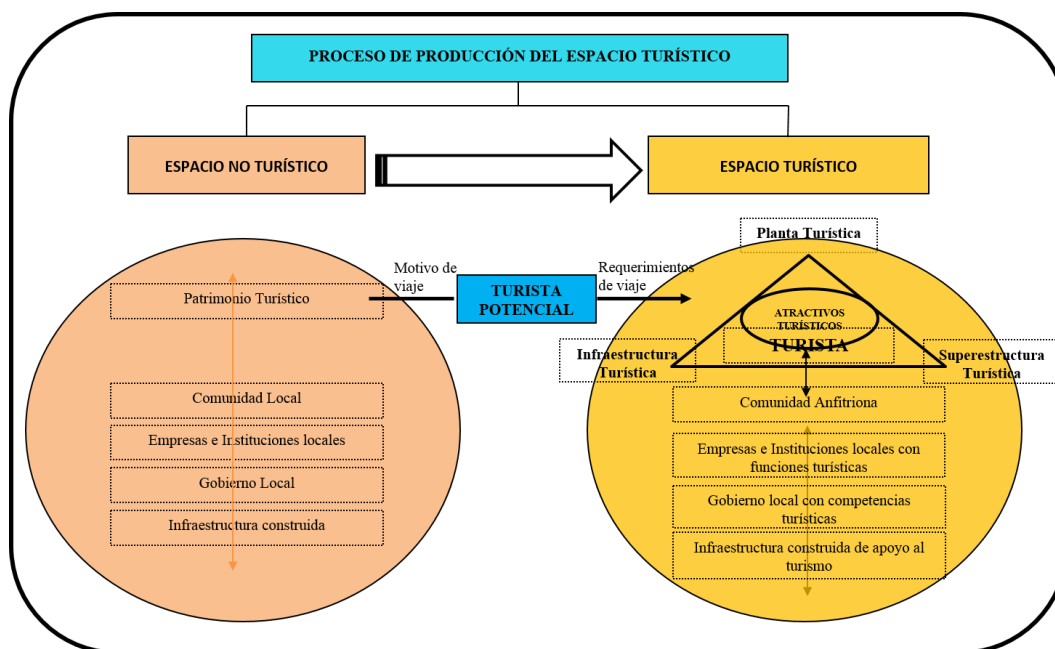 PROCESO DE PRODUCCIÓN DEL ESPACIO TURÍSTICO
ESPACIO NO TURÍSTICO
ESPACIO TURÍSTICO
Patrimonio Turístico
Comunidad Local
Empresas e Instituciones locales
Gobierno Local
Infraestructura construida
Motivo de
viaje
TURISTA
POTENCIAL
Requerimientos
de viaje
Planta Turística
ATRACTIVOS
TURÍSTICOS
TURISTA
Infraestructura
Turística
Superestructura
Turística
Comunidad Anfitriona
Empresas e Instituciones locales con
funciones turísticas
Gobierno local con competencias
turísticas
Infraestructura construida de apoyo al
turismo